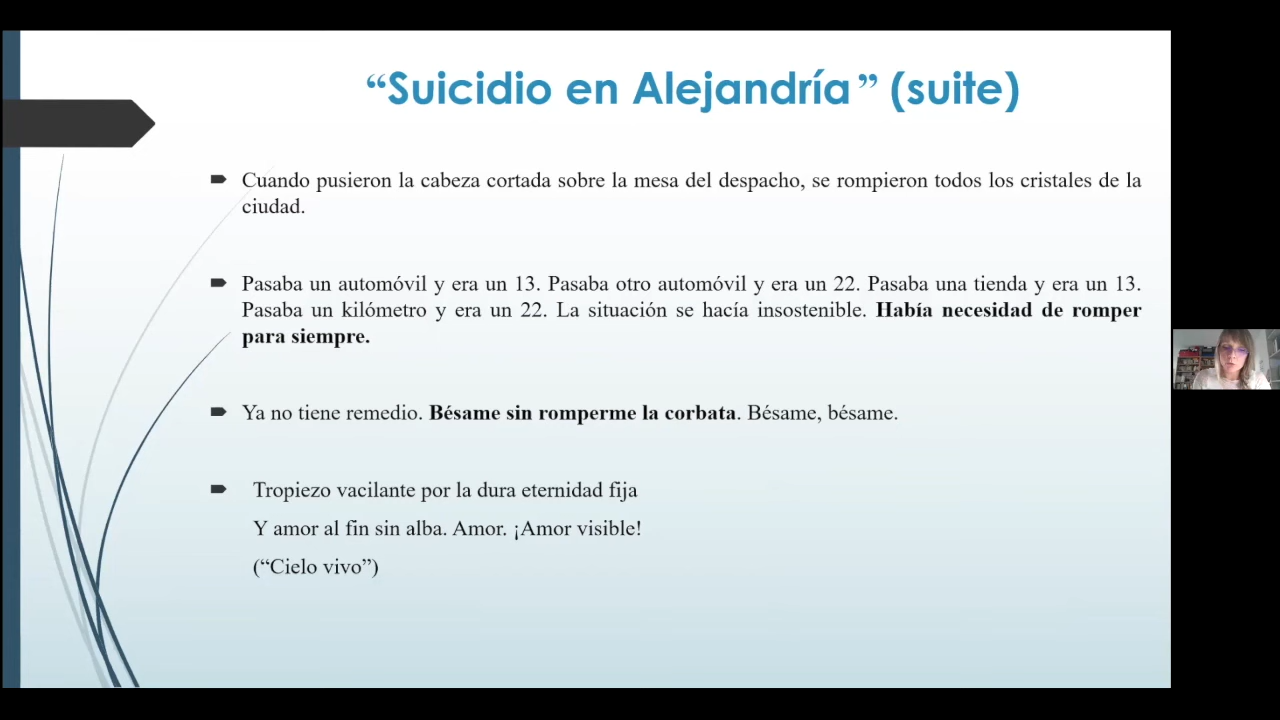 “Suicidio en Alejandría” (suite)
Cuando pusieron la cabeza cortada sobre la mesa del despacho, se rompieron todos los cristales de la
ciudad.
Pasaba un automóvil y era un 13. Pasaba otro automóvil y era un 22. Pasaba una tienda y era un 13.
Pasaba un kilómetro y era un 22. La situación se hacía insostenible. Había necesidad de romper
para siempre.
Ya no tiene remedio. Bésame sin romperme la corbata. Bésame, bésame.
Tropiezo vacilante por la dura eternidad fija
Y amor al fin sin alba. Amor. ¡Amor visible!
(“Cielo vivo”)